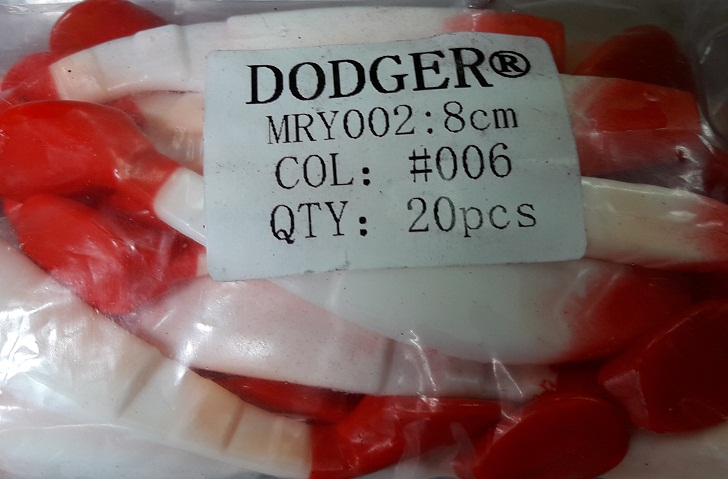 DODGER®
MRY002:8cm
COL: #006
QTY: 20pcs